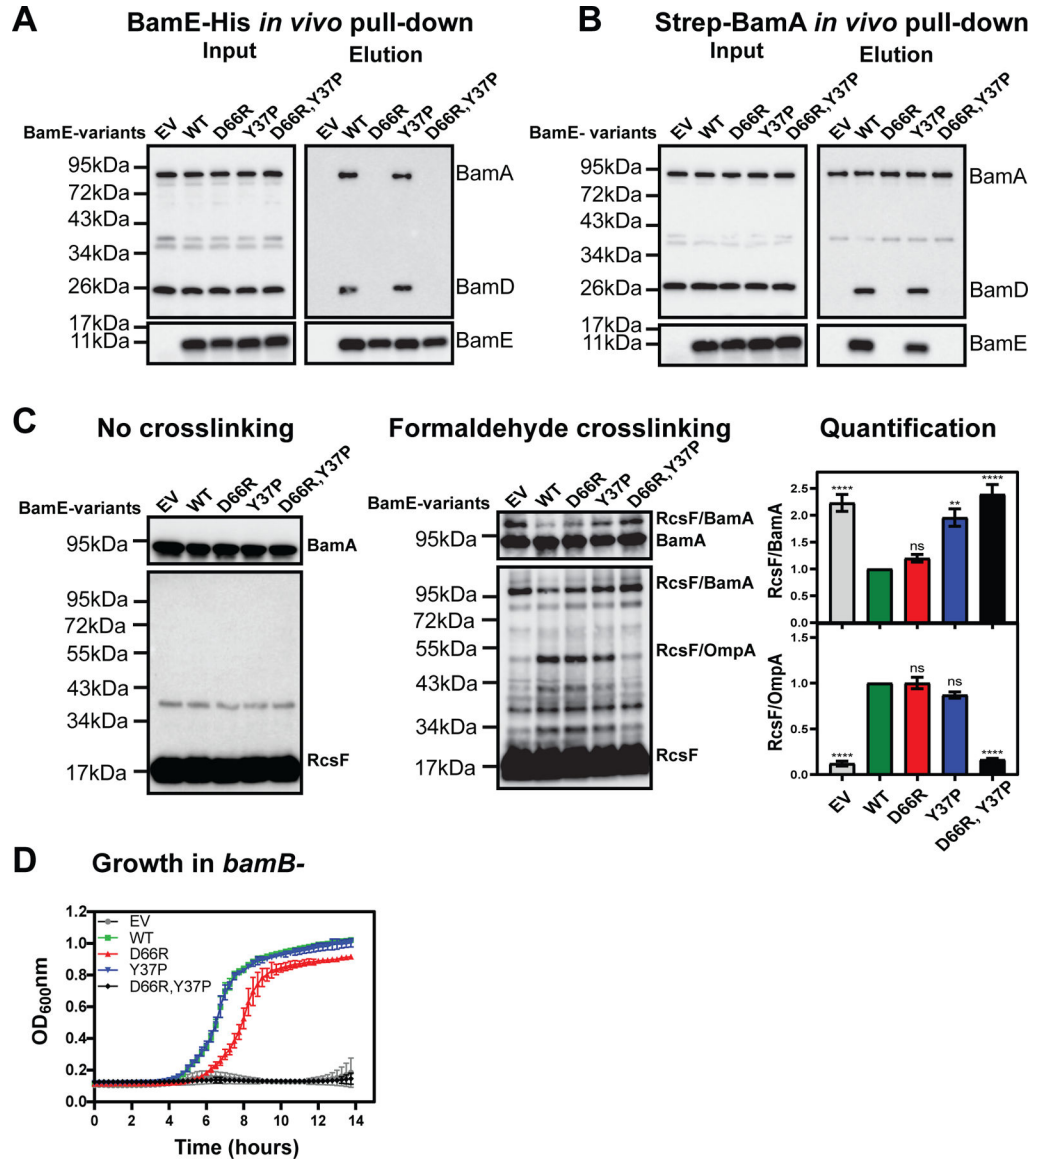 A
BamE-His in vivo pull-down
Input
Elution
BamE-variants
EV
WT
D66R
Y37P
D66R,Y37P
EV
WT
D66R
Y37P
D66R,Y37P
95kDa
72kDa
43kDa
34kDa
26kDa
17kDa
11kDa
BamA
BamD
BamE
B
Strep-BamA in vivo pull-down
Input
Elution
BamE- variants
EV
WT
D66R
Y37P
D66R,Y37P
EV
WT
D66R
Y37P
D66R,Y37P
95kDa
72kDa
43kDa
34kDa
26kDa
17kDa
11kDa
BamA
BamD
BamE
C
No crosslinking
BamE-variants
EV
WT
D66R
Y37P
D66R,Y37P
95kDa
BamA
95kDa
72kDa
55kDa
43kDa
34kDa
17kDa
RcsF
Formaldehyde crosslinking
BamE-variants
EV
WT
D66R
Y37P
D66R,Y37P
95kDa
RcsF/BamA
BamA
95kDa
72kDa
55kDa
43kDa
34kDa
17kDa
RcsF/BamA
RcsF/OmpA
RcsF
Quantification
RcsF/BamA
2.5
2.0
1.5
1.0
0.5
0.0
****
ns
**
****
RcsF/OmpA
1.5
1.0
0.5
0.0
****
ns
ns
****
EV
WT
D66R
Y37P
D66R, Y37P
D
Growth in bamB-
OD600nm
1.2
1.0
0.8
0.6
0.4
0.2
0.0
EV
WT
D66R
Y37P
D66R,Y37P
0 2 4 6 8 10 12 14
Time (hours)